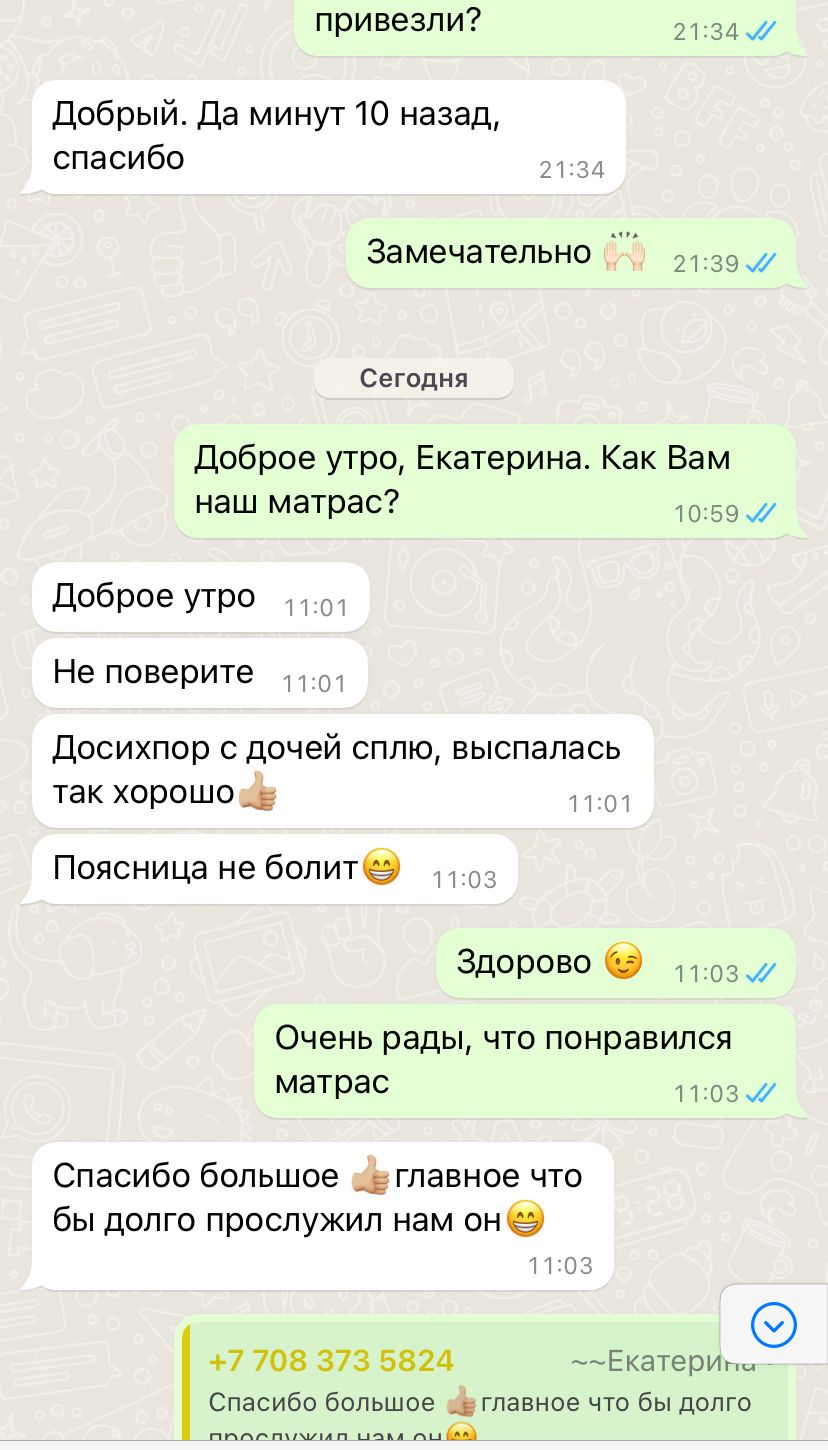 привезли?
21:34
Добрый. Да минут 10 назад,
спасибо
21:34
Замечательно 🙌🏻
21:39
Сегодня
Доброе утро, Екатерина. Как Вам
наш матрас?
10:59
Доброе утро
11:01
Не поверите
11:01
Досихпор с дочей сплю, выспалась
так хорошо👍🏼
11:01
Поясница не болит😁
11:03
Здорово 😉
11:03
Очень рады, что понравился
матрас
11:03
Спасибо большое 👍🏼главное что
бы долго прослужил нам он😁
11:03
+7 708 373 5824 ~~Екатерина
Спасибо большое 👍🏼главное что бы долго
прослужил нам он😁